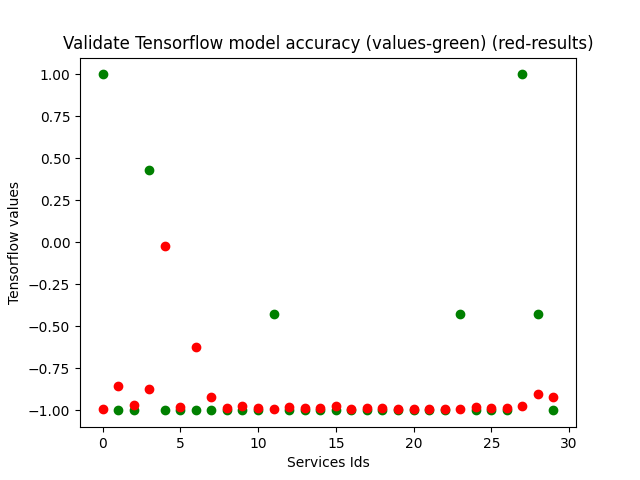 Validate Tensorflow model accuracy (values-green) (red-results)
1.00
0.75
0.50
0.25
0.00
−0.25
−0.50
−0.75
−1.00
Tensorflow values
0 5 10 15 20 25 30
Services Ids